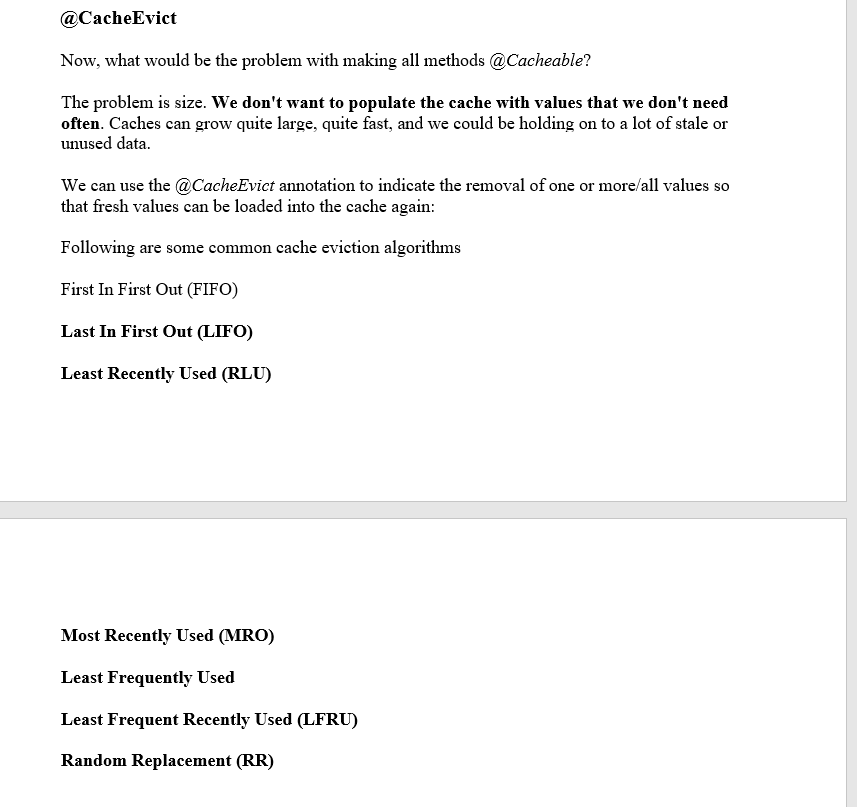 @CacheEvict
Now, what would be the problem with making all methods @Cacheable?
The problem is size. We don't want to populate the cache with values that we don't need
often. Caches can grow quite large, quite fast, and we could be holding on to a lot of stale or
unused data.
We can use the @CacheEvict annotation to indicate the removal of one or more/all values so
that fresh values can be loaded into the cache again:
Following are some common cache eviction algorithms
First In First Out (FIFO)
Last In First Out (LIFO)
Least Recently Used (RLU)
Most Recently Used (MRO)
Least Frequently Used
Least Frequent Recently Used (LFRU)
Random Replacement (RR)